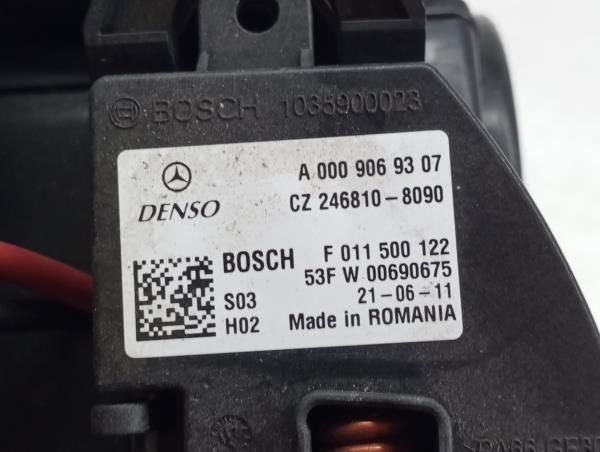 BOSCH 1035900023
A 000 906 93 07
DENSO CZ 246810-8090
BOSCH F 011 500 122
53F W 00690675
S03 21-06-11
H02 Made in ROMANIA